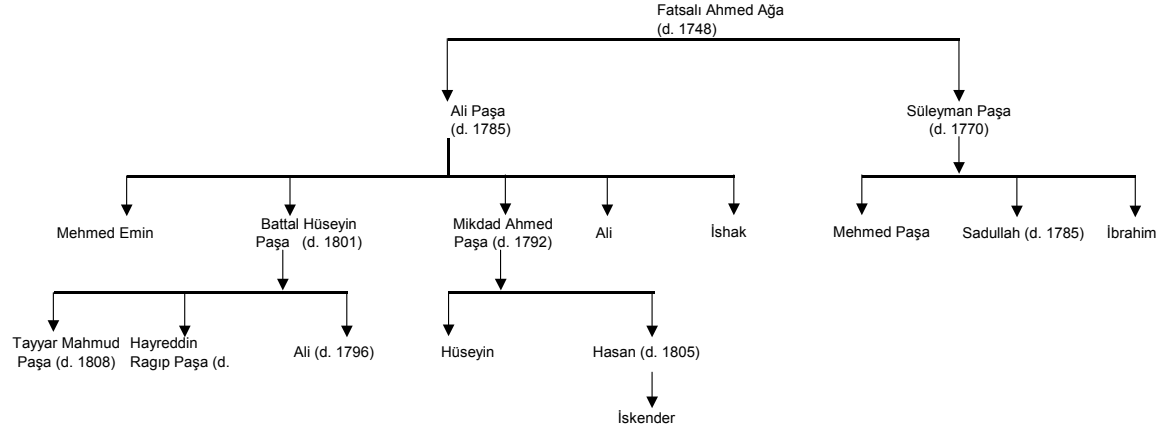 Fatsalı Ahmed Ağa
(d. 1748)
Ali Paşa
(d. 1785)
Süleyman Paşa
(d. 1770)
Mehmed Emin
Battal Hüseyin
Paşa (d. 1801)
Mikdad Ahmed
Paşa (d. 1792)
Ali
İshak
Mehmed Paşa
Sadullah (d. 1785)
İbrahim
Tayyar Mahmud
Paşa (d. 1808)
Hayreddin
Ragıp Paşa (d.
Ali (d. 1796)
Hüseyin
Hasan (d. 1805)
İskender